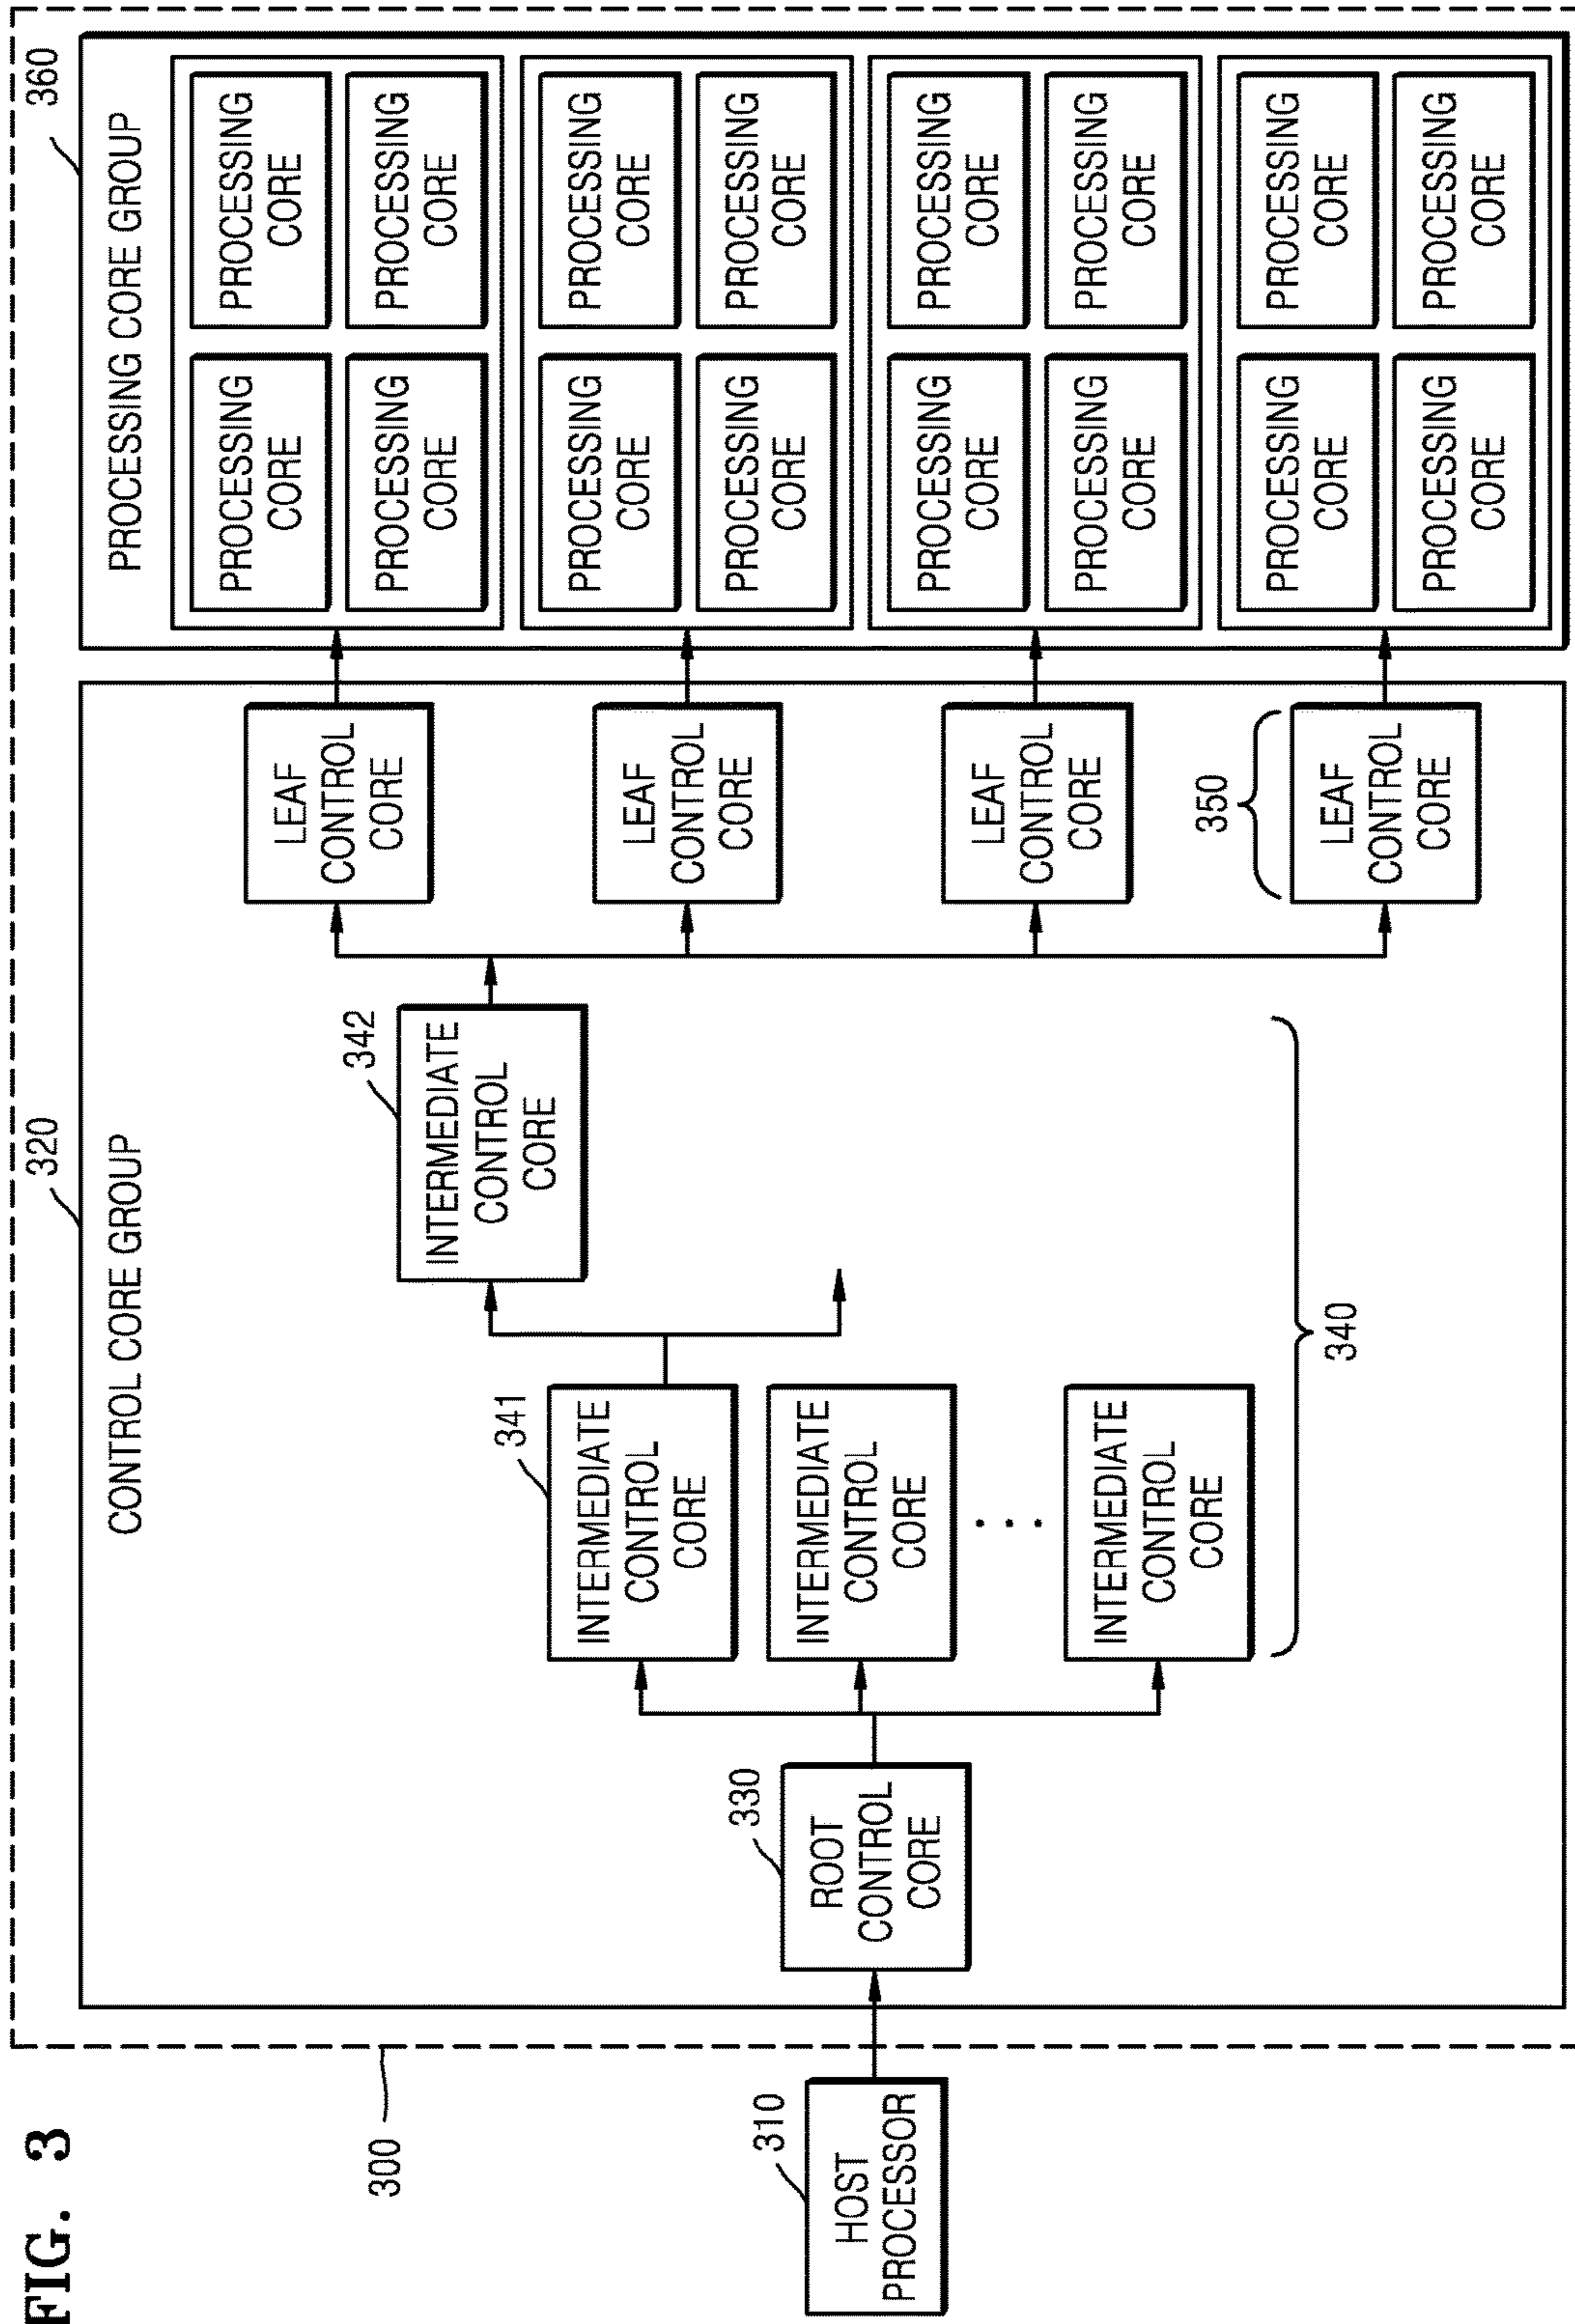 FIG. 3
300
310
HOST
PROCESSOR
320
CONTROL CORE GROUP
330
ROOT
CONTROL
CORE
341
INTERMEDIATE
CONTROL
CORE
INTERMEDIATE
CONTROL
CORE
. . .
INTERMEDIATE
CONTROL
CORE
340
342
INTERMEDIATE
CONTROL
CORE
LEAF
CONTROL
CORE
LEAF
CONTROL
CORE
LEAF
CONTROL
CORE
350
LEAF
CONTROL
CORE
360
PROCESSING CORE GROUP
PROCESSING
CORE
PROCESSING
CORE
PROCESSING
CORE
PROCESSING
CORE
PROCESSING
CORE
PROCESSING
CORE
PROCESSING
CORE
PROCESSING
CORE
PROCESSING
CORE
PROCESSING
CORE
PROCESSING
CORE
PROCESSING
CORE
PROCESSING
CORE
PROCESSING
CORE
PROCESSING
CORE
PROCESSING
CORE